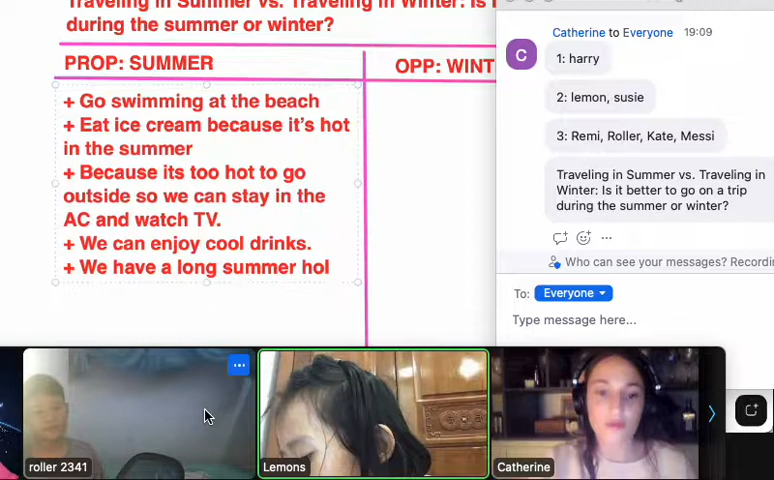 Traveling in Summer vs. Traveling in Winter: Is
during the summer or winter?
PROP: SUMMER
OPP: WINT
+ Go swimming at the beach
+ Eat ice cream because it's hot
in the summer
+ Because its too hot to go
outside so we can stay in the
AC and watch TV.
+ We can enjoy cool drinks.
+ We have a long summer hol
Catherine to Everyone 19:09
C
1: harry
2: lemon, susie
3: Remi, Roller, Kate, Messi
Traveling in Summer vs. Traveling in
Winter: Is it better to go on a trip
during the summer or winter?
Who can see your messages? Recordin
To: Everyone
Type message here...
roller 2341
Lemons
Catherine